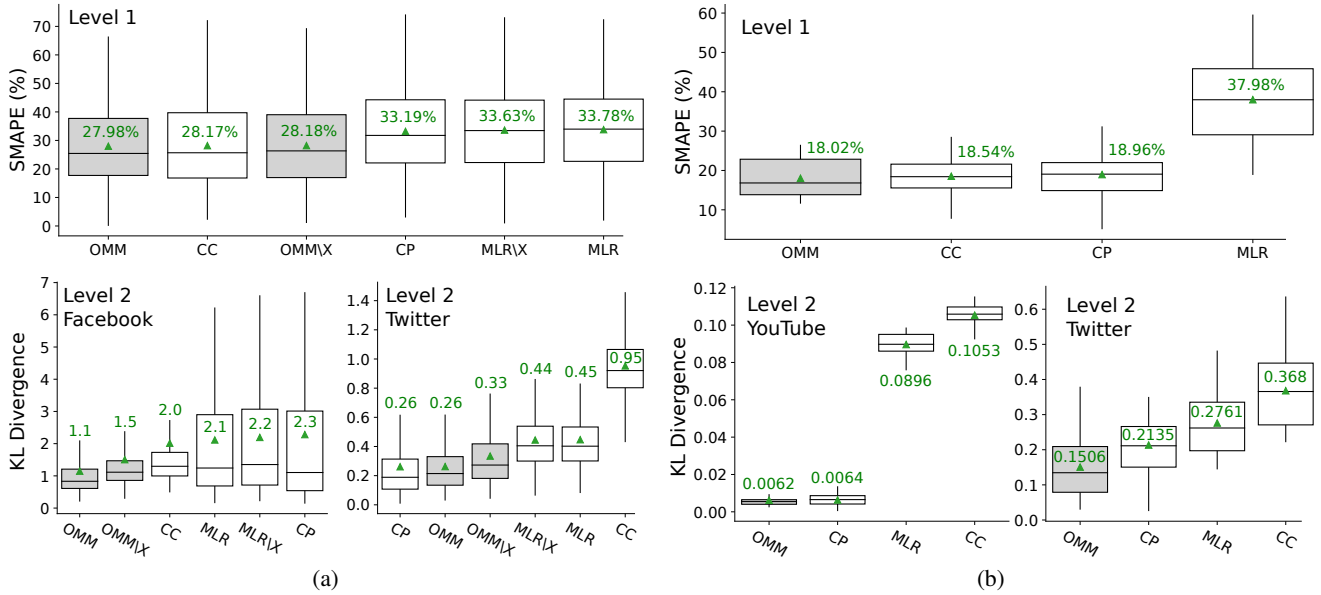 Level 1
SMAPE (%)
70
60
50
40
30
20
10
0
27.98%
28.17%
28.18%
33.19%
33.63%
33.78%
OMM
CC
OMM\X
CP
MLR\X
MLR
Level 2
Facebook
KL Divergence
7
6
5
4
3
2
1
0
1.1
1.5
2.0
2.1
2.2
2.3
OMM
OMM\X
CC
MLR
MLR\X
CP
Level 2
Twitter
1.4
1.2
1.0
0.8
0.6
0.4
0.2
0.0
0.26
0.26
0.33
0.44
0.45
0.95
CP
OMM
OMM\X
MLR\X
MLR
CC
(a)
Level 1
SMAPE (%)
60
50
40
30
20
10
18.02%
18.54%
18.96%
37.98%
OMM
CC
CP
MLR
Level 2
YouTube
KL Divergence
0.12
0.10
0.08
0.06
0.04
0.02
0.00
0.0062
0.0064
0.0896
0.1053
OMM
CP
MLR
CC
Level 2
Twitter
0.6
0.5
0.4
0.3
0.2
0.1
0.0
0.1506
0.2135
0.2761
0.368
OMM
CP
MLR
CC
(b)